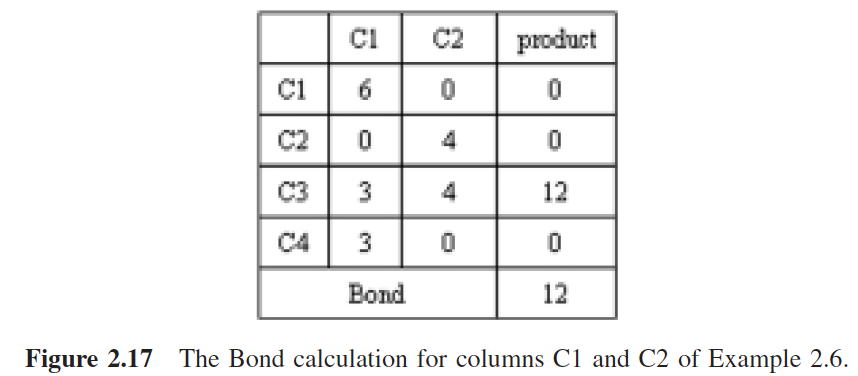 C1 C2 product
C1 6 0 0
C2 0 4 0
C3 3 4 12
C4 3 0 0
Bond 12
Figure 2.17 The Bond calculation for columns C1 and C2 of Example 2.6.